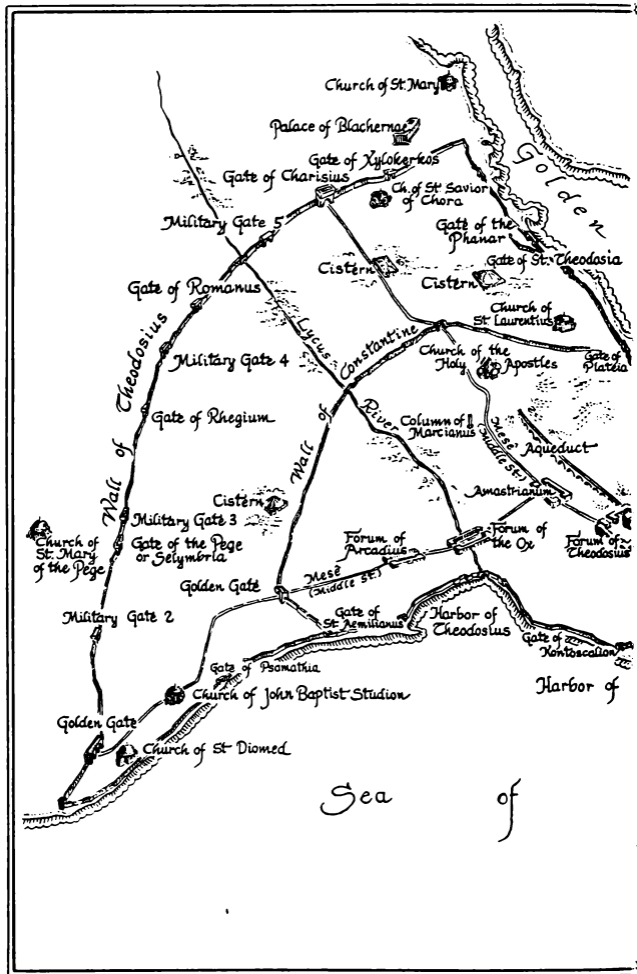 Church of St. Mary
Palace of Blachernae
Gate of Xylokerkos
Gate of Charisius
Ch. of St Savior
of Chora
Golden
Military Gate 5
Gate of the
Phanar
Gate of St. Theodosia
Cistern
Cistern
Gate of Romanus
Lycus
River
Wall of Constantine
Church of
St Laurentius
Church of the
Holy Apostles
Gate of
Plateia
Wall of Theodosius
Military Gate 4
Gate of Rhegium
Column of
Marcianus
Mesē
(Middle St.)
Aqueduct
Amastrianum
Cistern
Military Gate 3
Gate of the Pege
or Selymbria
Church of
St. Mary
of the Pege
Forum of
Arcadius
Forum of
the Ox
Forum of
Theodosius
Golden Gate
Mesē
(Middle St.)
Military Gate 2
Gate of
St. Aemilianus
Harbor of
Theodosius
Gate of
Kontoscalion
Gate of Psamathia
Harbor of
Church of John Baptist Studion
Golden Gate
Church of St Diomed
Sea of